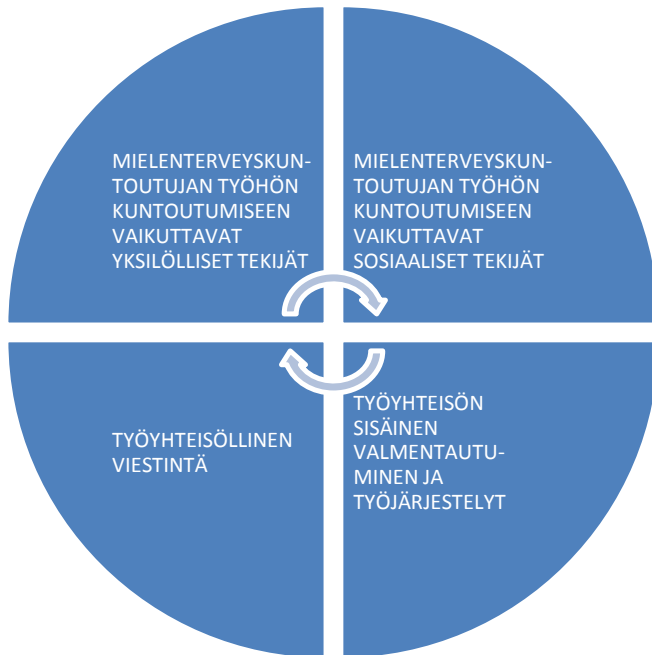 MIELENTERVEYSKUN-
TOUTUJAN TYÖHÖN
KUNTOUTUMISEEN
VAIKUTTAVAT
YKSILÖLLISET TEKIJÄT
MIELENTERVEYSKUN-
TOUTUJAN TYÖHÖN
KUNTOUTUMISEEN
VAIKUTTAVAT
SOSIAALISET TEKIJÄT
TYÖYHTEISÖLLINEN
VIESTINTÄ
TYÖYHTEISÖN
SISÄINEN
VALMENTAUTU-
MINEN JA
TYÖJÄRJESTELYT